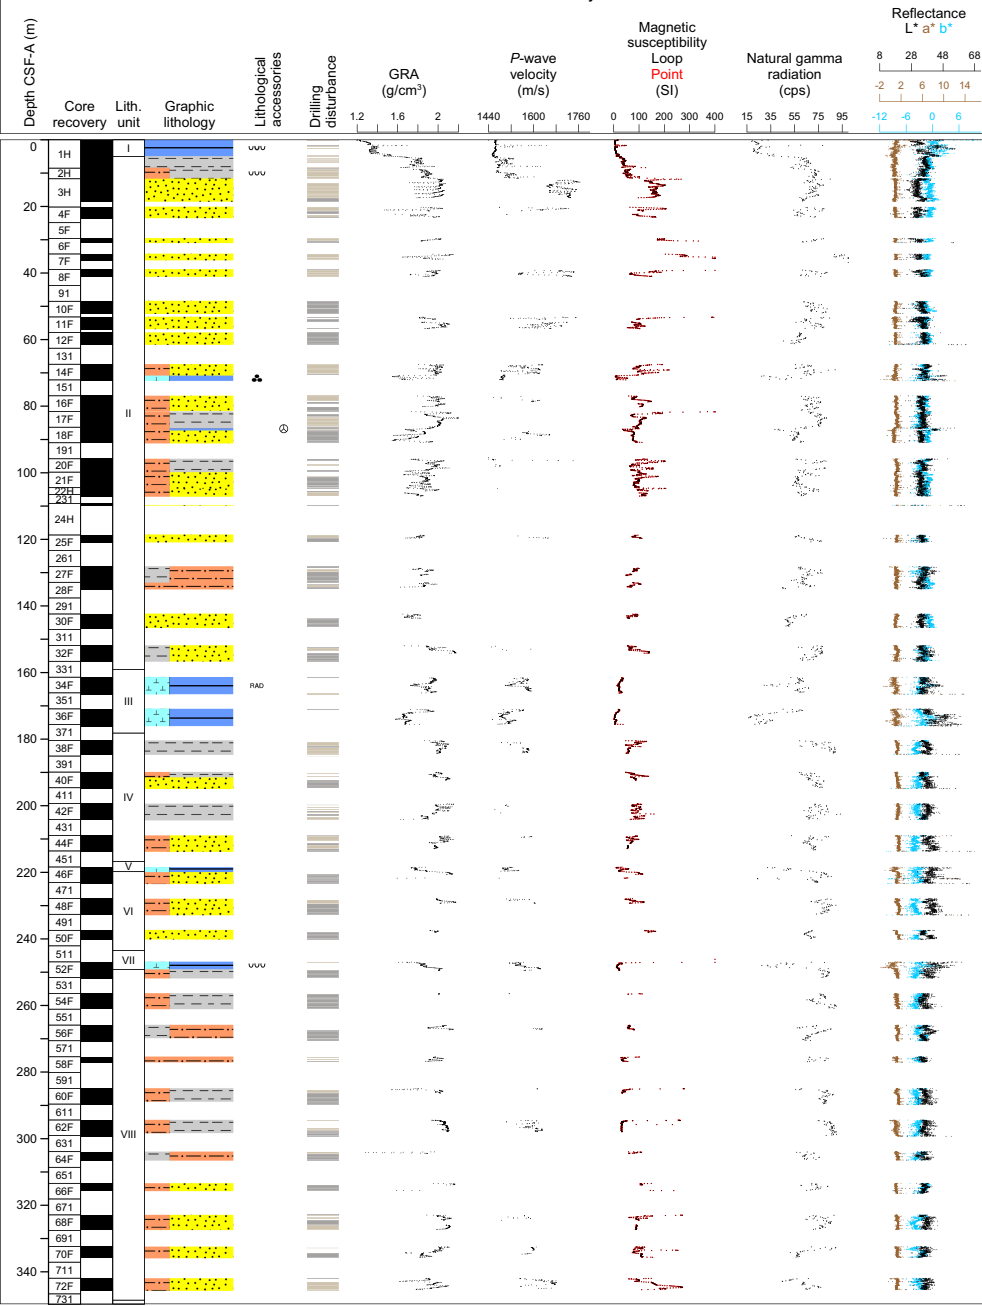 Depth CSF-A (m)
Core recovery
Lith. unit
Graphic lithology
Lithological accessories
Drilling disturbance
GRA (g/cm³)
1.2 1.6 2
P-wave velocity (m/s)
1440 1600 1760
Magnetic susceptibility
Loop
Point
(SI)
0 100 200 300 400
Natural gamma radiation (cps)
15 35 55 75 95
Reflectance
L* a* b*
8 28 48 68
-2 2 6 10 14
-12 -6 0 6
0
20
40
60
80
100
120
140
160
180
200
220
240
260
280
300
320
340
1H
2H
3H
4F
5F
6F
7F
8F
91
10F
11F
12F
131
14F
151
16F
17F
18F
191
20F
21F
22H
231
24H
25F
261
27F
28F
291
30F
311
32F
331
34F
351
36F
371
38F
391
40F
411
42F
431
44F
451
46F
471
48F
491
50F
511
52F
531
54F
551
56F
571
58F
591
60F
611
62F
631
64F
651
66F
671
68F
691
70F
711
72F
731
I
II
III
IV
V
VI
VII
VIII
RAD